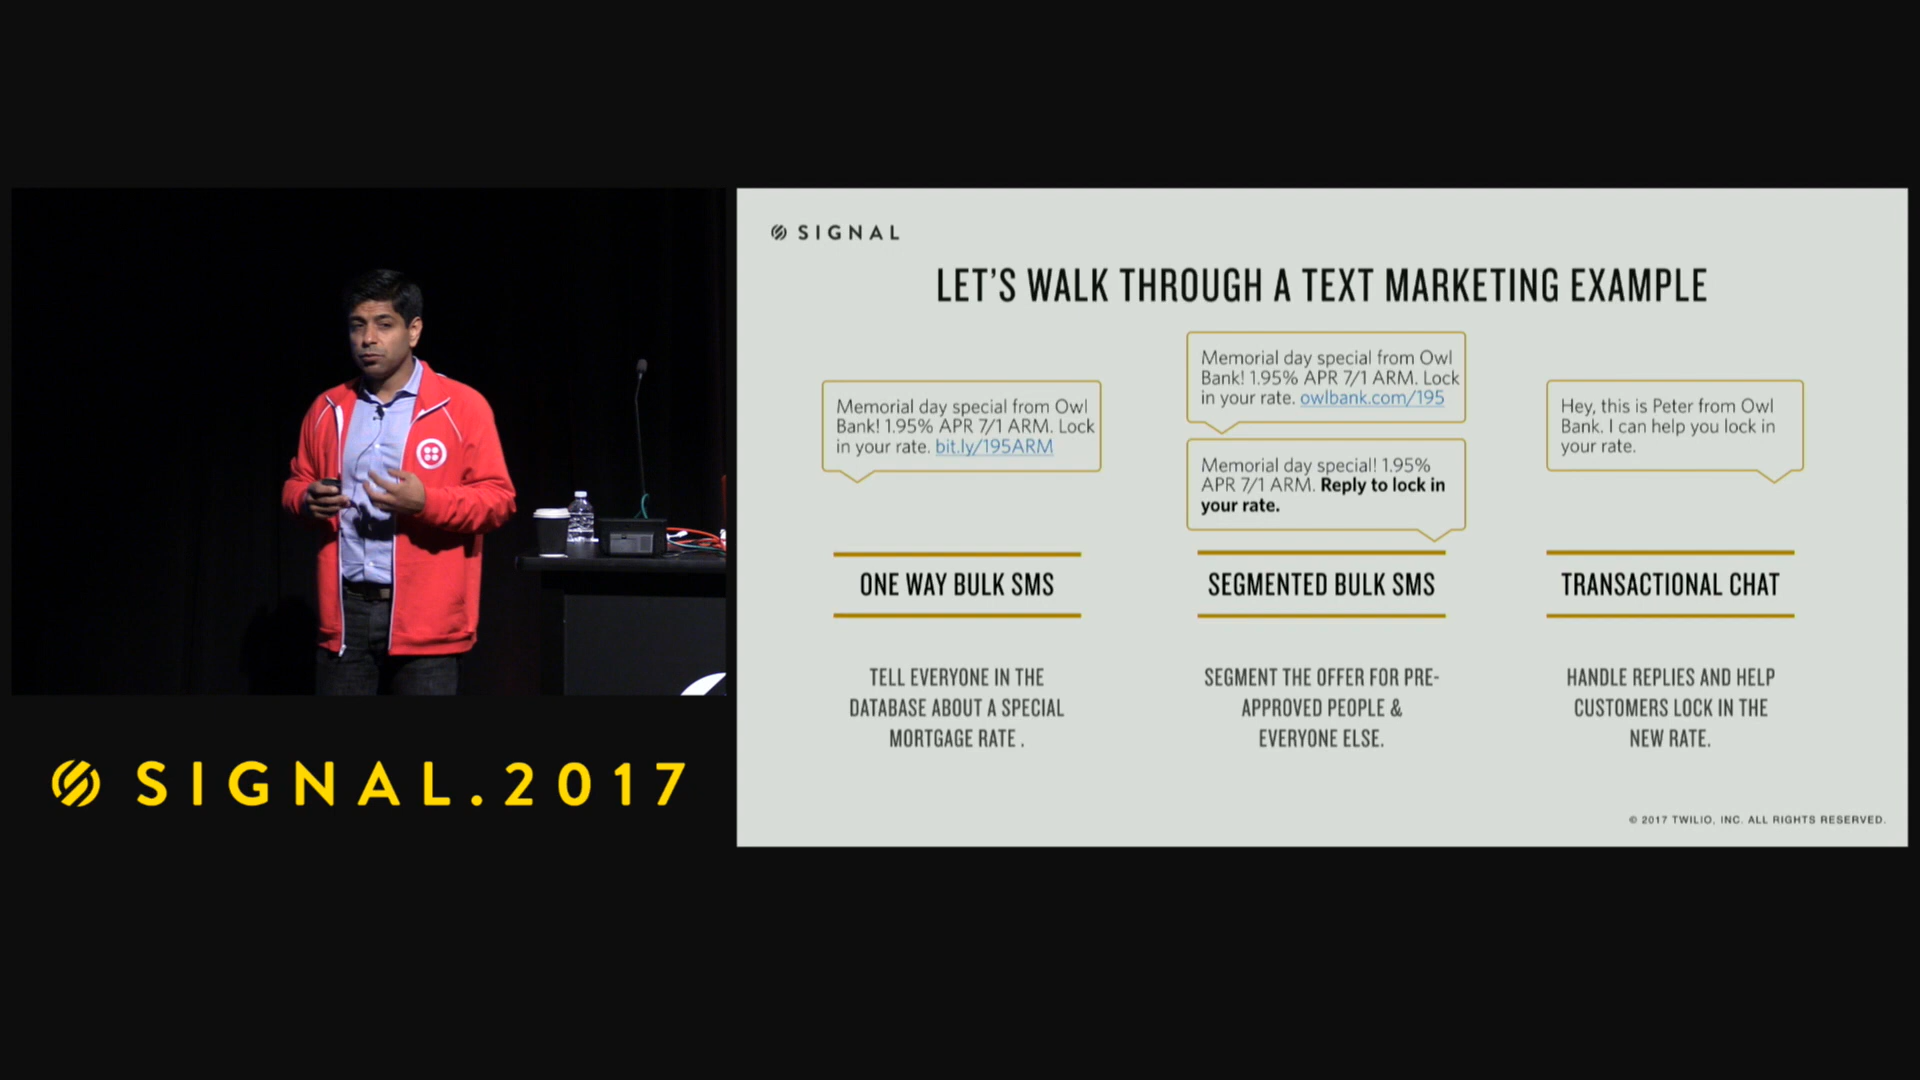 SIGNAL
LET'S WALK THROUGH A TEXT MARKETING EXAMPLE
Memorial day special from Owl
Bank! 1.95% APR 7/1 ARM. Lock
in your rate. bit.ly/195ARM
ONE WAY BULK SMS
TELL EVERYONE IN THE
DATABASE ABOUT A SPECIAL
MORTGAGE RATE .
Memorial day special from Owl
Bank! 1.95% APR 7/1 ARM. Lock
in your rate. owlbank.com/195
Memorial day special! 1.95%
APR 7/1 ARM. Reply to lock in
your rate.
SEGMENTED BULK SMS
SEGMENT THE OFFER FOR PRE-
APPROVED PEOPLE &
EVERYONE ELSE.
Hey, this is Peter from Owl
Bank. I can help you lock in
your rate.
TRANSACTIONAL CHAT
HANDLE REPLIES AND HELP
CUSTOMERS LOCK IN THE
NEW RATE.
© 2017 TWILIO, INC. ALL RIGHTS RESERVED.
SIGNAL.2017